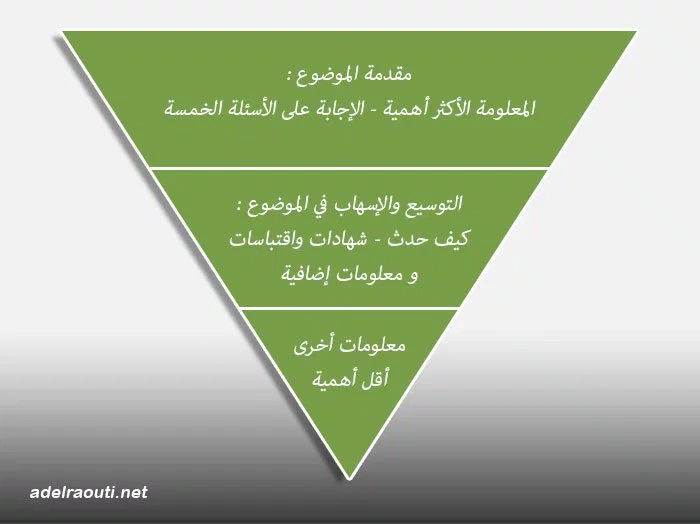 مقدمة الموضوع :
المعلومة الأكثر أهمية - الإجابة على الأسئلة الخمسة
التوسيع والإسهاب في الموضوع :
كيف حدث - شهادات واقتباسات
و معلومات إضافية
معلومات أخرى
أقل أهمية
adelraouti.net